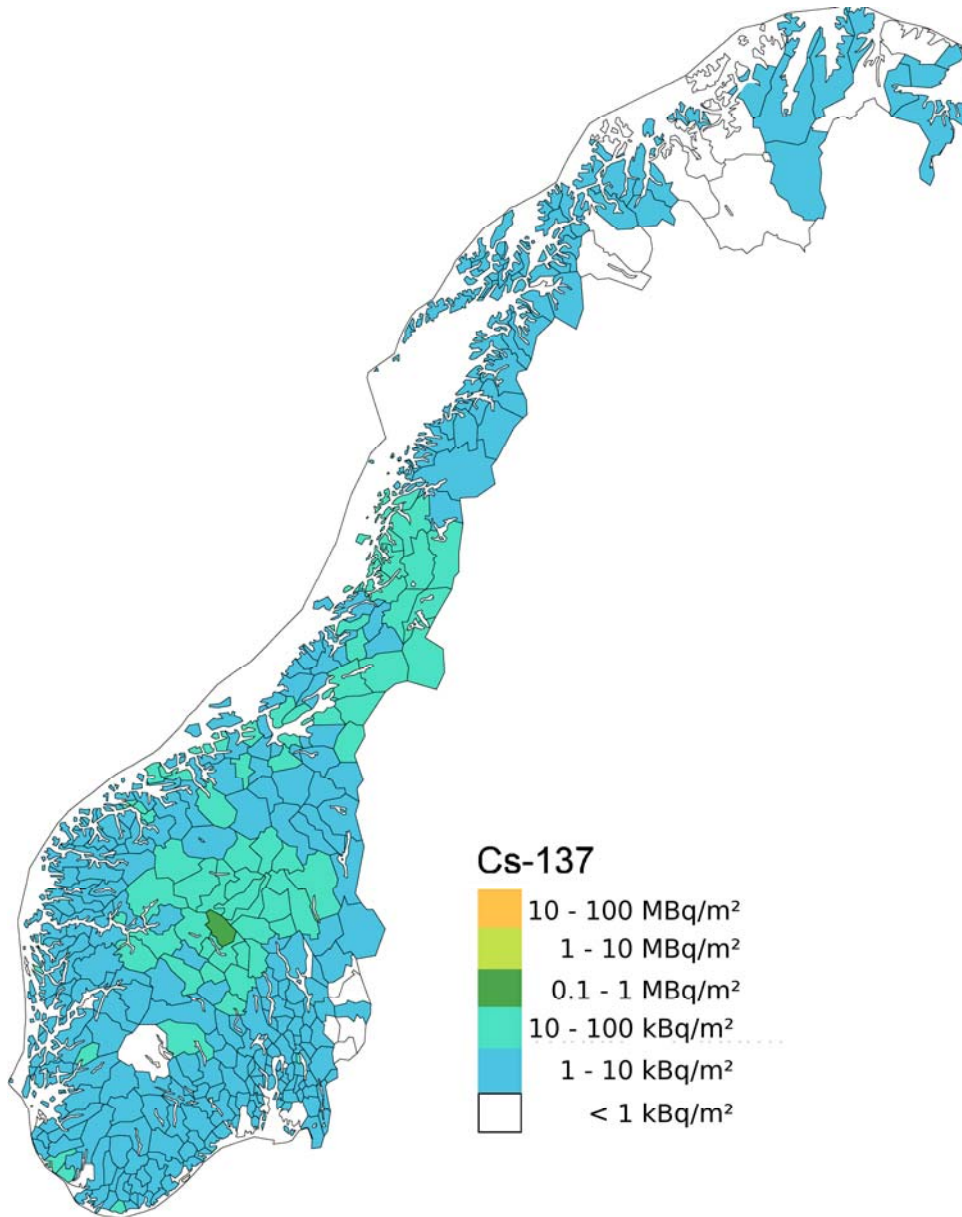 Cs-137
10 - 100 MBq/m²
1 - 10 MBq/m²
0.1 - 1 MBq/m²
10 - 100 kBq/m²
1 - 10 kBq/m²
< 1 kBq/m²